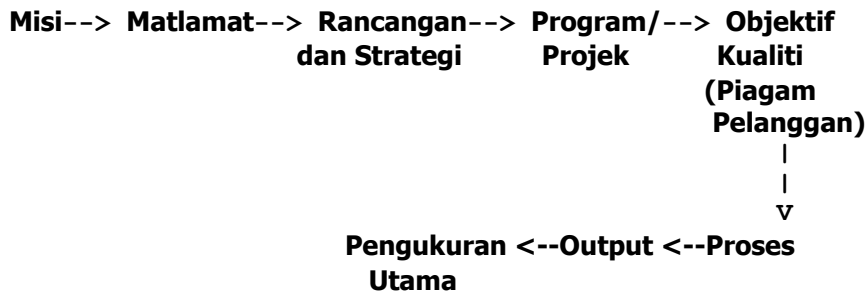 Misi--> Matlamat--> Rancangan--> Program/--> Objektif
dan Strategi Projek Kualiti
(Piagam
Pelanggan)
|
|
v
Pengukuran <--Output <--Proses
Utama